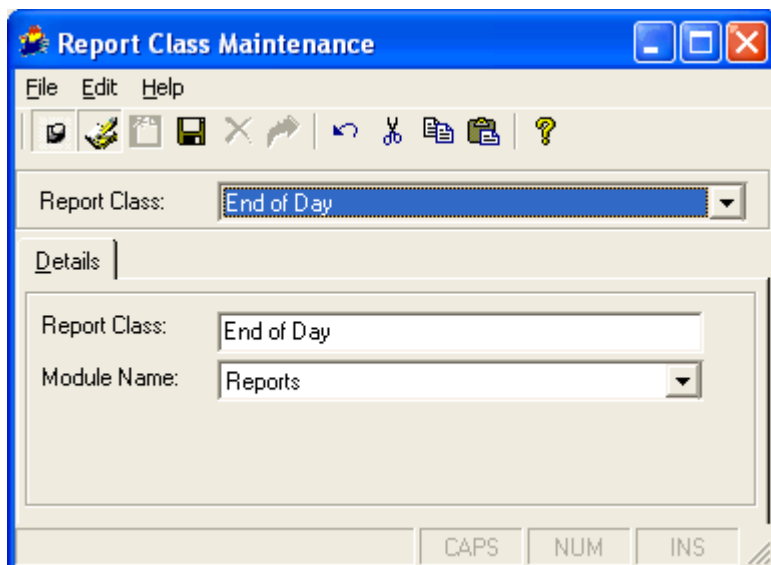 Report Class Maintenance
File Edit Help
Report Class: End of Day
Details
Report Class: End of Day
Module Name: Reports
CAPS NUM INS